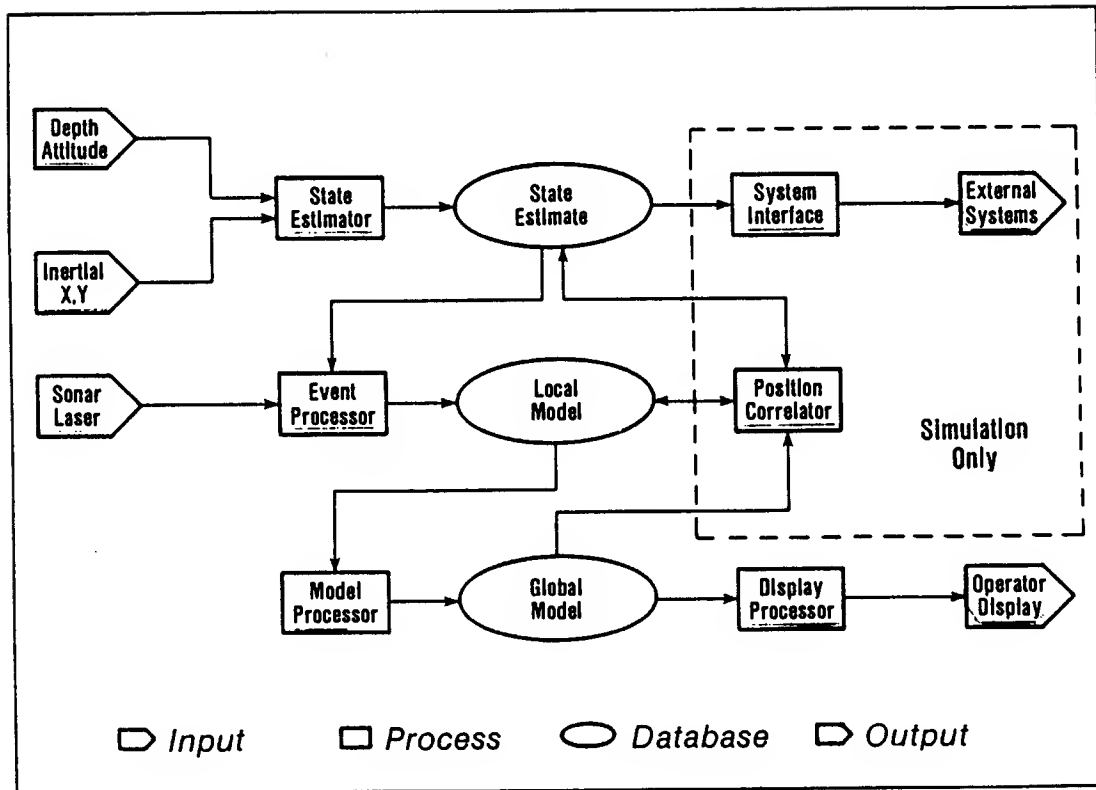 Depth
Attitude
State
Estimator
State
Estimate
System
Interface
External
Systems
Inertial
X,Y
Sonar
Laser
Event
Processor
Local
Model
Position
Correlator
Simulation
Only
Model
Processor
Global
Model
Display
Processor
Operator
Display
Input
Process
Database
Output